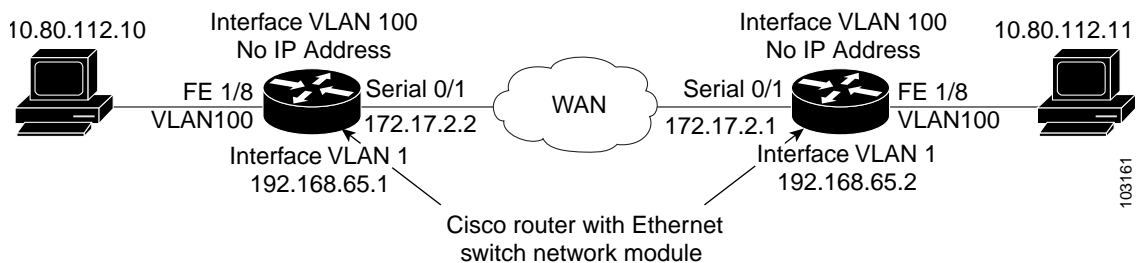 Interface VLAN 100
No IP Address
Interface VLAN 100
No IP Address
10.80.112.10
10.80.112.11
FE 1/8
VLAN100
Serial 0/1
172.17.2.2
WAN
Serial 0/1
172.17.2.1
FE 1/8
VLAN100
Interface VLAN 1
192.168.65.1
Interface VLAN 1
192.168.65.2
Cisco router with Ethernet
switch network module
103161